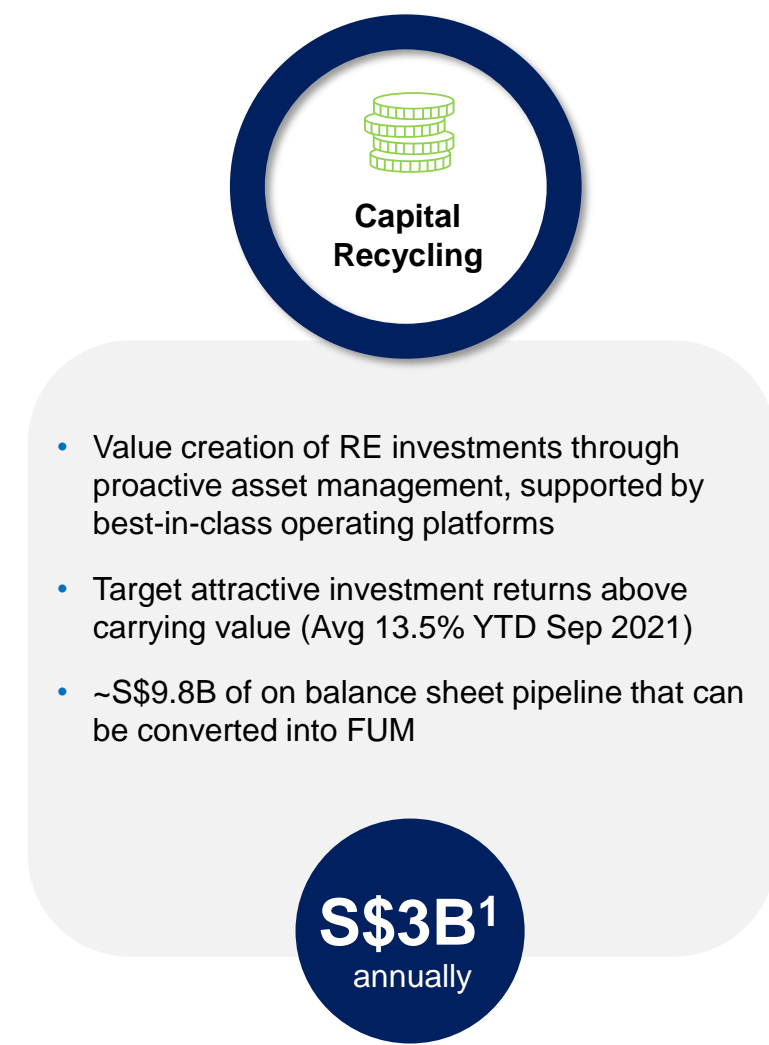 Capital
Recycling
• Value creation of RE investments through
proactive asset management, supported by
best-in-class operating platforms
• Target attractive investment returns above
carrying value (Avg 13.5% YTD Sep 2021)
• ~S$9.8B of on balance sheet pipeline that can
be converted into FUM
S$3B¹
annually